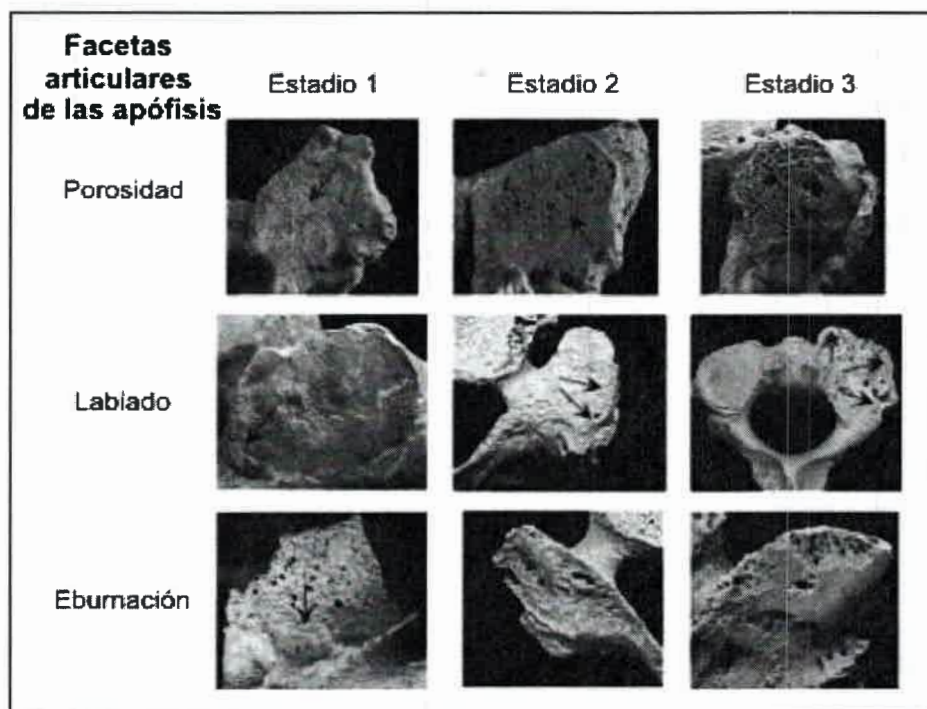 Facetas
articulares
de las apófisis
Estadio 1 Estadio 2 Estadio 3
Porosidad
Labiado
Eburnación